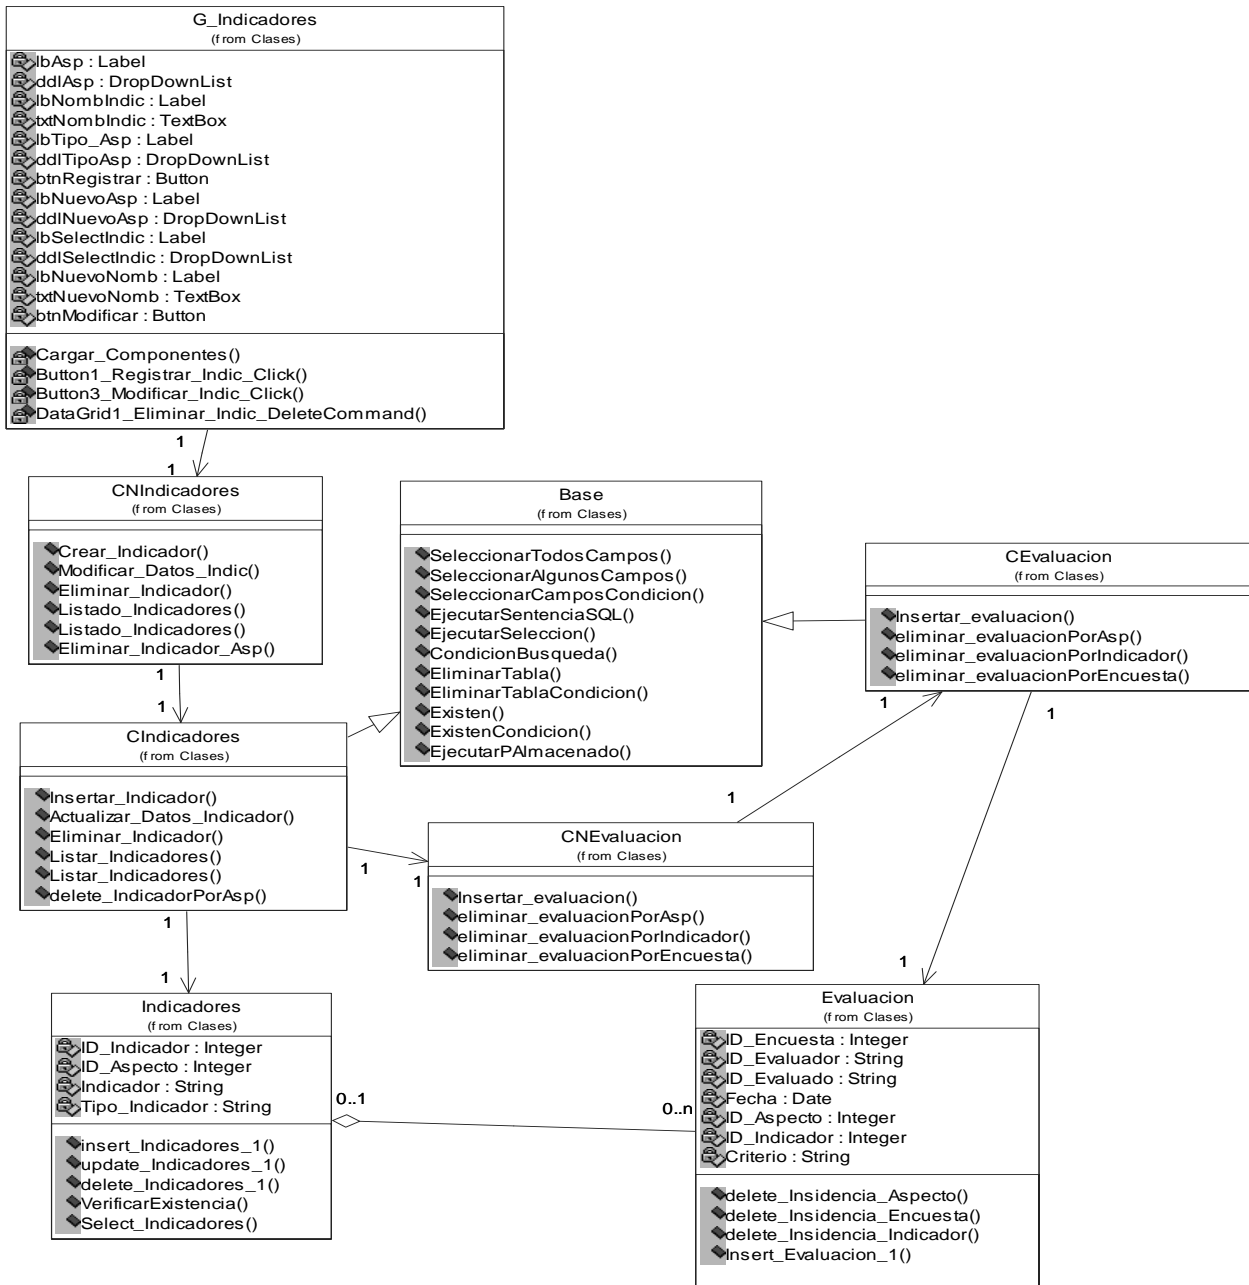 G_Indicadores
(from Clases)
lbAsp : Label
ddlAsp : DropDownList
lbNombIndic : Label
txtNombIndic : TextBox
lbTipo_Asp : Label
ddlTipoAsp : DropDownList
btnRegistrar : Button
lbNuevoAsp : Label
ddlNuevoAsp : DropDownList
lbSelectIndic : Label
ddlSelectIndic : DropDownList
lbNuevoNomb : Label
txtNuevoNomb : TextBox
btnModificar : Button
Cargar_Componentes()
Button1_Registrar_Indic_Click()
Button3_Modificar_Indic_Click()
DataGrid1_Eliminar_Indic_DeleteCommand()
1
1
CNIndicadores
(from Clases)
Crear_Indicador()
Modificar_Datos_Indic()
Eliminar_Indicador()
Listado_Indicadores()
Listado_Indicadores()
Eliminar_Indicador_Asp()
1
1
Base
(from Clases)
SeleccionarTodosCampos()
SeleccionarAlgunosCampos()
SeleccionarCamposCondicion()
EjecutarSentenciaSQL()
EjecutarSeleccion()
CondicionBusqueda()
EliminarTabla()
EliminarTablaCondicion()
Existen()
ExistenCondicion()
EjecutarPAlmacenado()
CEvaluacion
(from Clases)
Insertar_evaluacion()
eliminar_evaluacionPorAsp()
eliminar_evaluacionPorIndicador()
eliminar_evaluacionPorEncuesta()
1
1
CIndicadores
(from Clases)
Insertar_Indicador()
Actualizar_Datos_Indicador()
Eliminar_Indicador()
Listar_Indicadores()
Listar_Indicadores()
delete_IndicadorPorAsp()
1
1
1
CNEvaluacion
(from Clases)
Insertar_evaluacion()
eliminar_evaluacionPorAsp()
eliminar_evaluacionPorIndicador()
eliminar_evaluacionPorEncuesta()
1
1
1
Indicadores
(from Clases)
ID_Indicador : Integer
ID_Aspecto : Integer
Indicador : String
Tipo_Indicador : String
insert_Indicadores_1()
update_Indicadores_1()
delete_Indicadores_1()
VerificarExistencia()
Select_Indicadores()
0..1
0..n
Evaluacion
(from Clases)
ID_Encuesta : Integer
ID_Evaluador : String
ID_Evaluado : String
Fecha : Date
ID_Aspecto : Integer
ID_Indicador : Integer
Criterio : String
delete_Insidencia_Aspecto()
delete_Insidencia_Encuesta()
delete_Insidencia_Indicador()
Insert_Evaluacion_1()